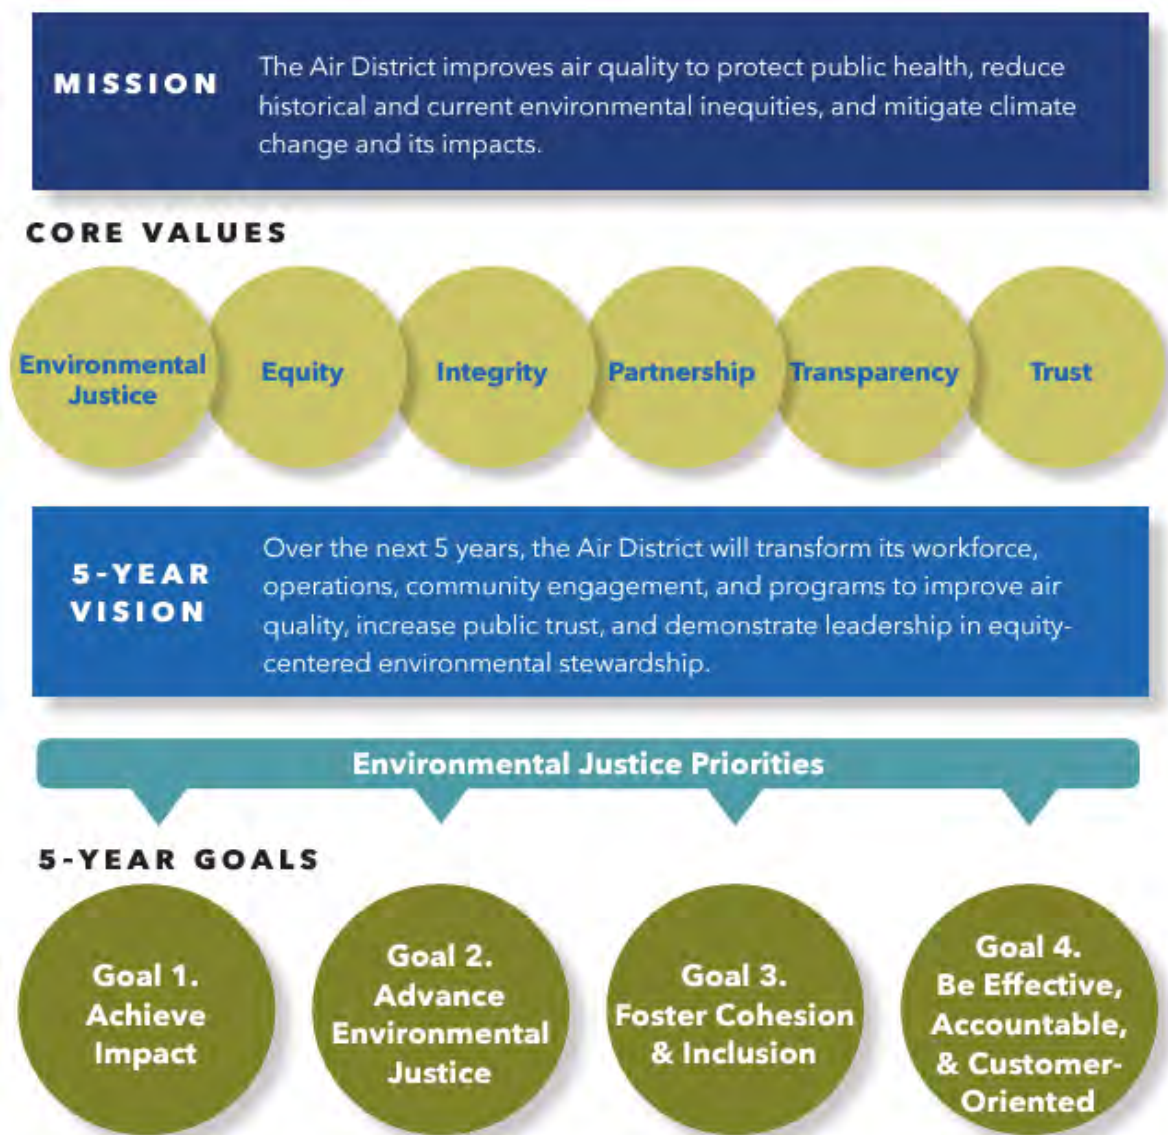 MISSION
The Air District improves air quality to protect public health, reduce
historical and current environmental inequities, and mitigate climate
change and its impacts.
CORE VALUES
Environmental
Justice
Equity
Integrity
Partnership
Transparency
Trust
5-YEAR
VISION
Over the next 5 years, the Air District will transform its workforce,
operations, community engagement, and programs to improve air
quality, increase public trust, and demonstrate leadership in equity-
centered environmental stewardship.
Environmental Justice Priorities
5-YEAR GOALS
Goal 1.
Achieve
Impact
Goal 2.
Advance
Environmental
Justice
Goal 3.
Foster Cohesion
& Inclusion
Goal 4.
Be Effective,
Accountable,
& Customer-
Oriented